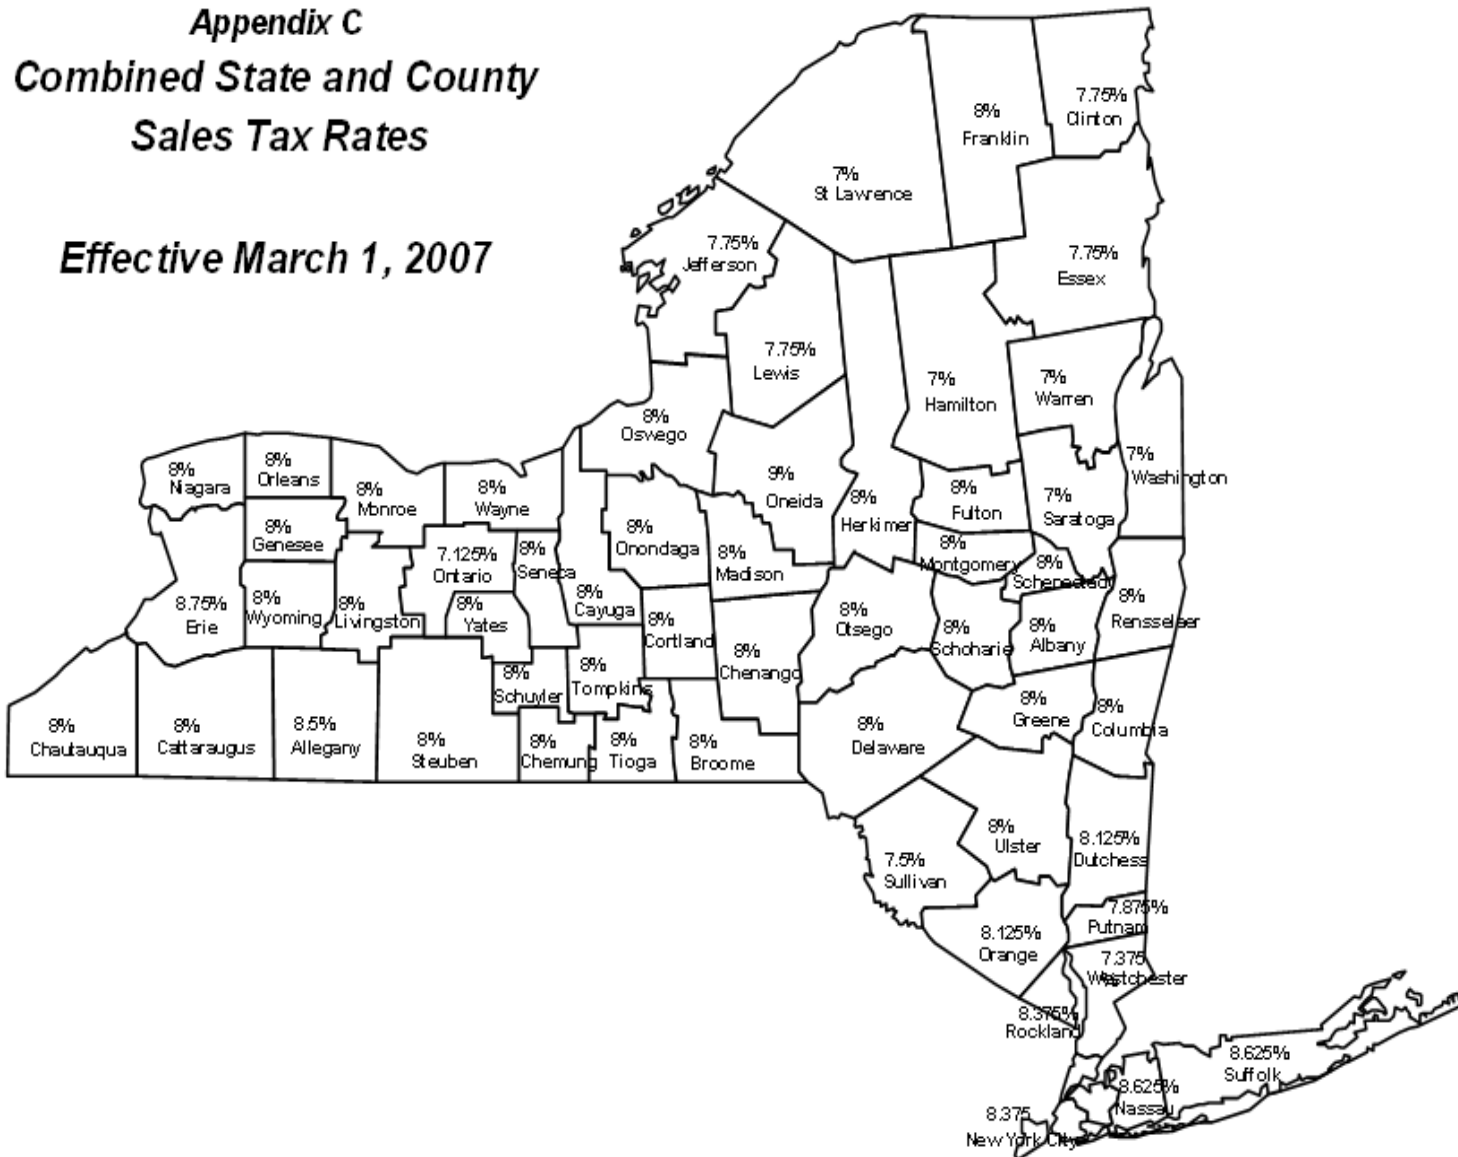 Appendix C
Combined State and County
Sales Tax Rates
Effective March 1, 2007
7.75%
Clinton
8%
Franklin
7%
St Lawrence
7.75%
Jefferson
7.75%
Essex
7.75%
Lewis
7%
Hamilton
7%
Warren
8%
Oswego
9%
Oneida
8%
Herkimer
7%
Washington
8%
Niagara
8%
Orleans
8%
Monroe
8%
Wayne
8%
Fulton
7%
Saratoga
8%
Genesee
7.125%
Ontario
8%
Seneca
8%
Onondaga
8%
Madison
8%
Montgomery
8%
Schenectady
8.75%
Erie
8%
Wyoming
8%
Livingston
8%
Yates
8%
Cayuga
8%
Cortland
8%
Chenango
8%
Otsego
8%
Schoharie
8%
Albany
8%
Rensselaer
8%
Schuyler
8%
Tompkins
8%
Chautauqua
8%
Cattaraugus
8.5%
Allegany
8%
Steuben
8%
Chemung
8%
Tioga
8%
Broome
8%
Delaware
8%
Greene
8%
Columbia
7.5%
Sullivan
8%
Ulster
8.125%
Dutchess
8.125%
Orange
7.875%
Putnam
7.375
%
Westchester
8.375%
Rockland
8.625%
Suffolk
8.625%
Nassau
8.375
New York City